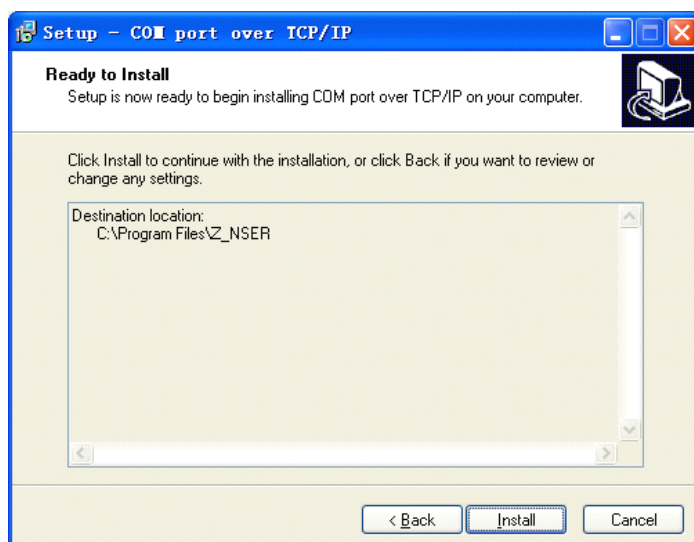 Setup - COM port over TCP/IP
Ready to Install
Setup is now ready to begin installing COM port over TCP/IP on your computer.
Click Install to continue with the installation, or click Back if you want to review or
change any settings.
Destination location:
C:\Program Files\Z_NSER
< Back
Install
Cancel